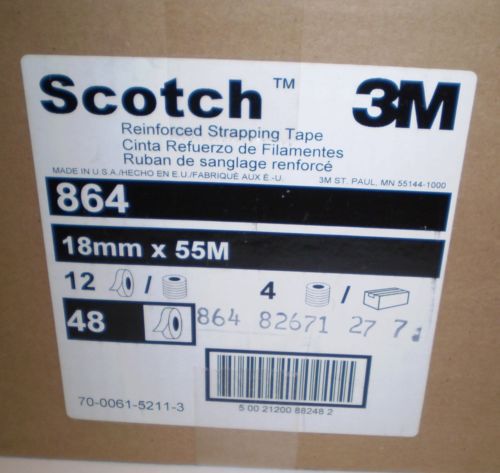 Scotch™ 3M
Reinforced Strapping Tape
Cinta Refuerzo de Filamentes
Ruban de sanglage renforcé
MADE IN U.S.A./HECHO EN E.U./FABRIQUÉ AUX É.-U. 3M ST. PAUL, MN 55144-1000
864
18mm x 55M
12 / 4 /
48 864 82671 27 7
5 00 21200 88248 2
70-0061-5211-3